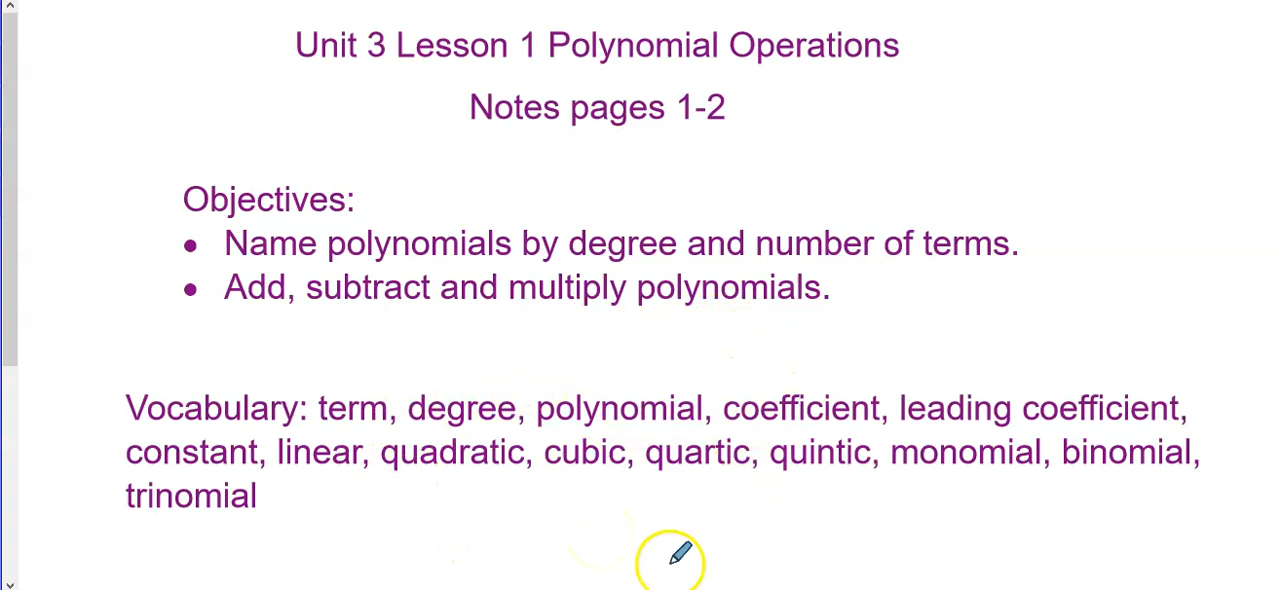 Unit 3 Lesson 1 Polynomial Operations
Notes pages 1-2
Objectives:
• Name polynomials by degree and number of terms.
• Add, subtract and multiply polynomials.
Vocabulary: term, degree, polynomial, coefficient, leading coefficient,
constant, linear, quadratic, cubic, quartic, quintic, monomial, binomial,
trinomial